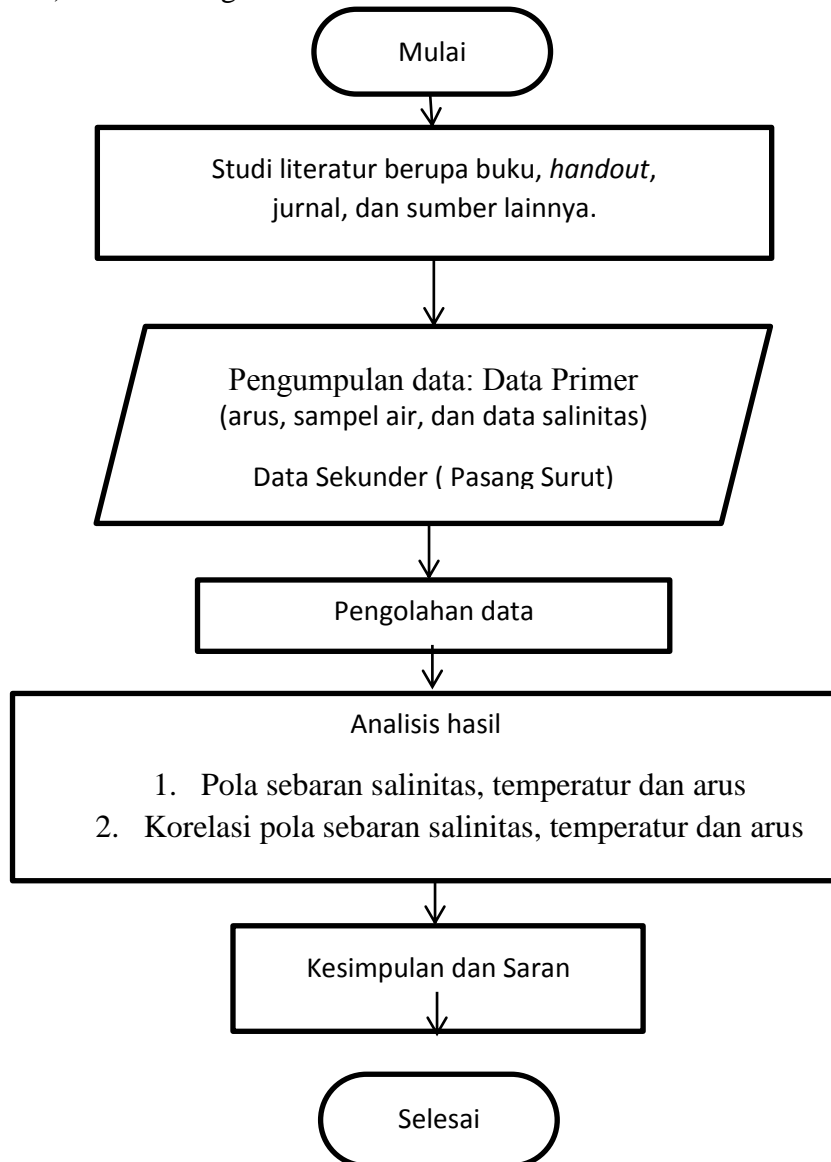 Mulai
Studi literatur berupa buku, handout,
jurnal, dan sumber lainnya.
Pengumpulan data: Data Primer
(arus, sampel air, dan data salinitas)
Data Sekunder ( Pasang Surut)
Pengolahan data
Analisis hasil
1. Pola sebaran salinitas, temperatur dan arus
2. Korelasi pola sebaran salinitas, temperatur dan arus
Kesimpulan dan Saran
Selesai